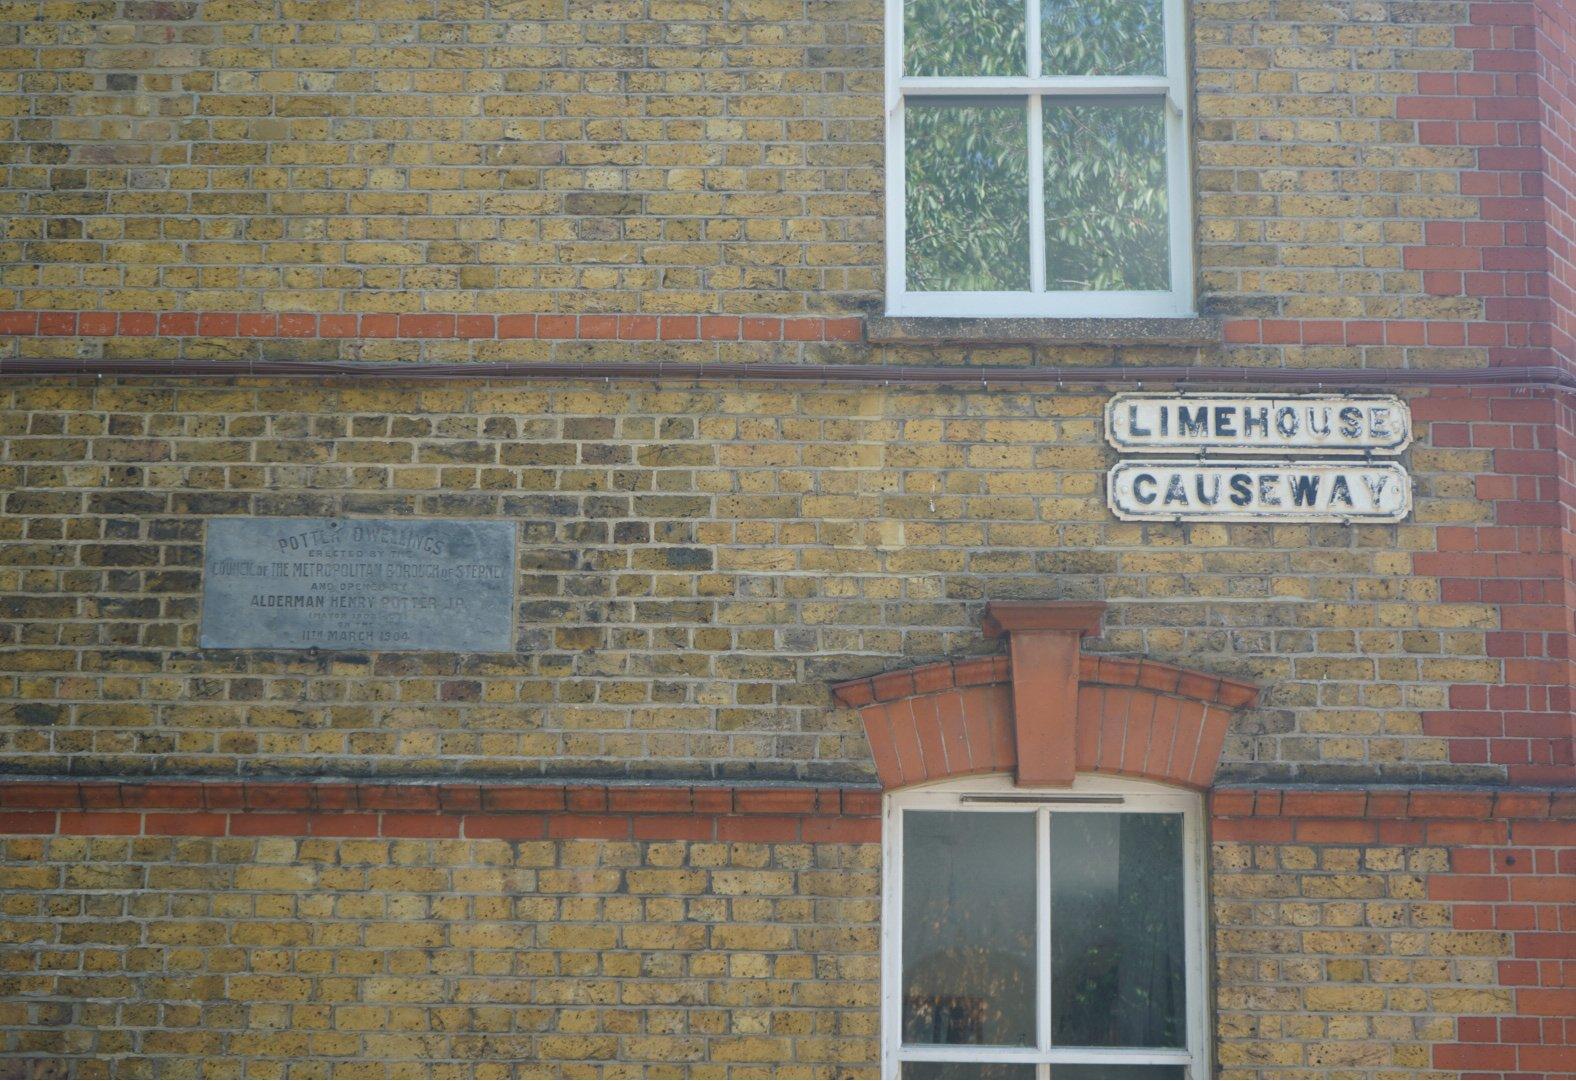 POTTER DWELLINGS
ERECTED BY THE
COUNCIL OF THE METROPOLITAN BOROUGH OF STEPNEY
AND OPENED BY
ALDERMAN HENRY POTTER J.P.
ON THE
11TH MARCH 1904
LIMEHOUSE
CAUSEWAY